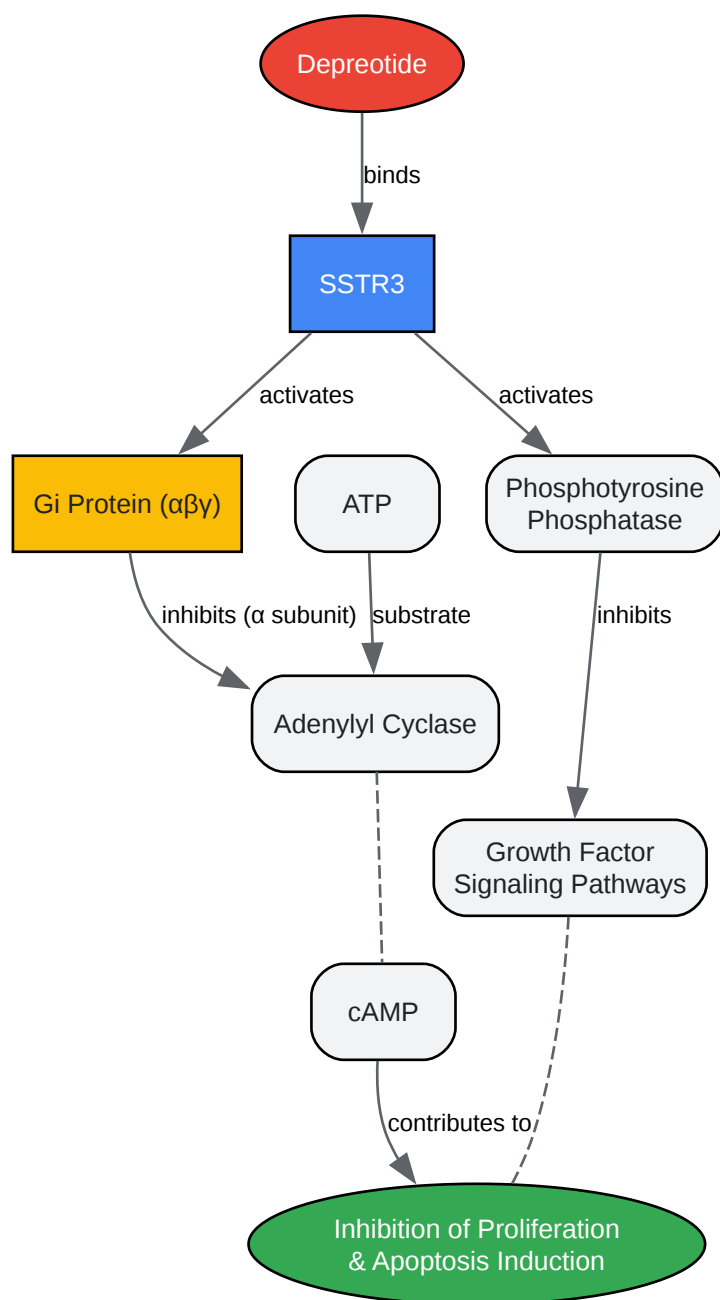 Depreotide
binds
SSTR3
activates
activates
Gi Protein (αβγ)
ATP
Phosphotyrosine
Phosphatase
inhibits (α subunit)
substrate
inhibits
Adenylyl Cyclase
Growth Factor
Signaling Pathways
cAMP
contributes to
Inhibition of Proliferation
& Apoptosis Induction